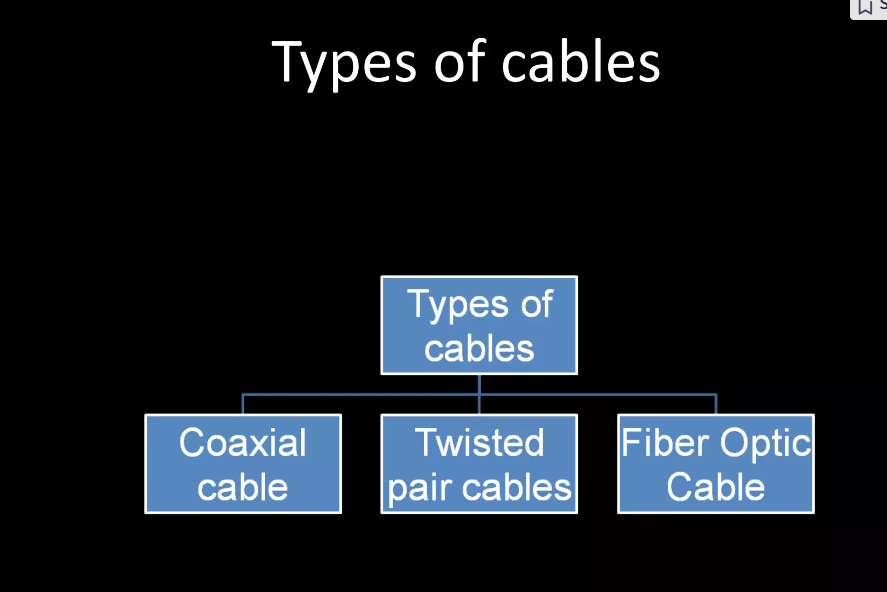 Types of cables
Types of
cables
Coaxial
cable
Twisted
pair cables
Fiber Optic
Cable